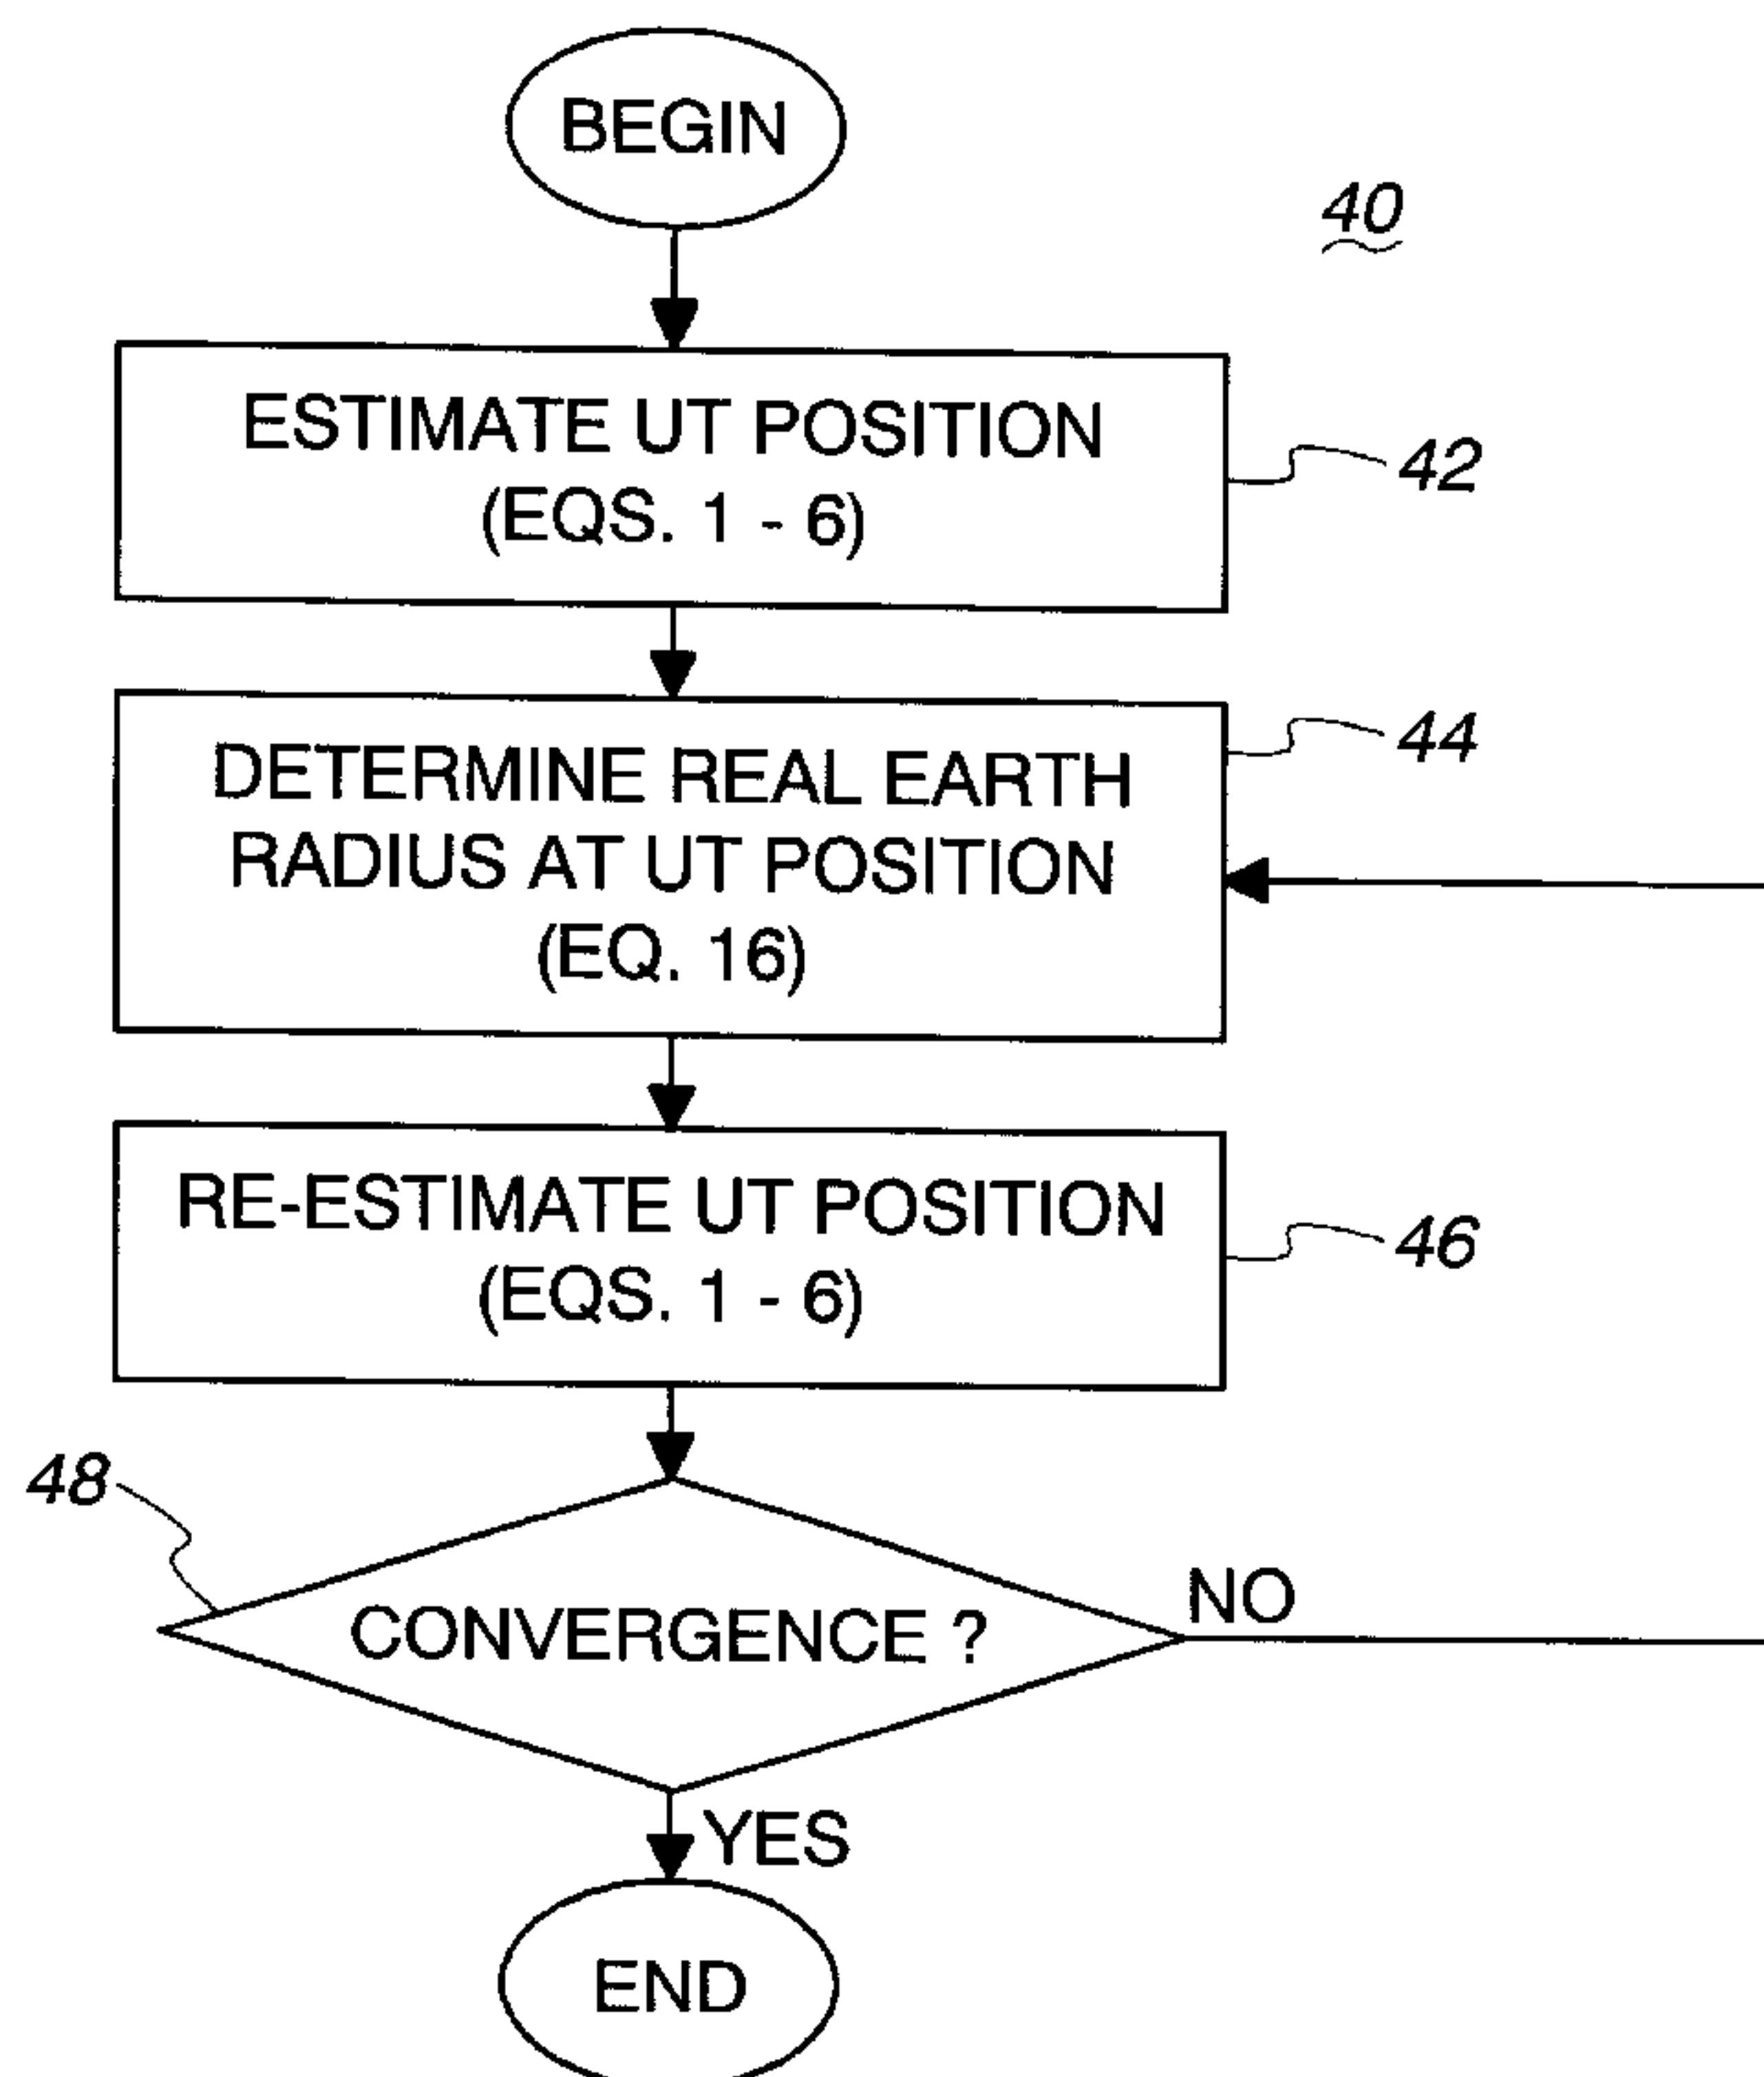 BEGIN
40
ESTIMATE UT POSITION
(EQS. 1 - 6)
42
DETERMINE REAL EARTH
RADIUS AT UT POSITION
(EQ. 16)
44
RE-ESTIMATE UT POSITION
(EQS. 1 - 6)
46
48
CONVERGENCE ?
NO
YES
END